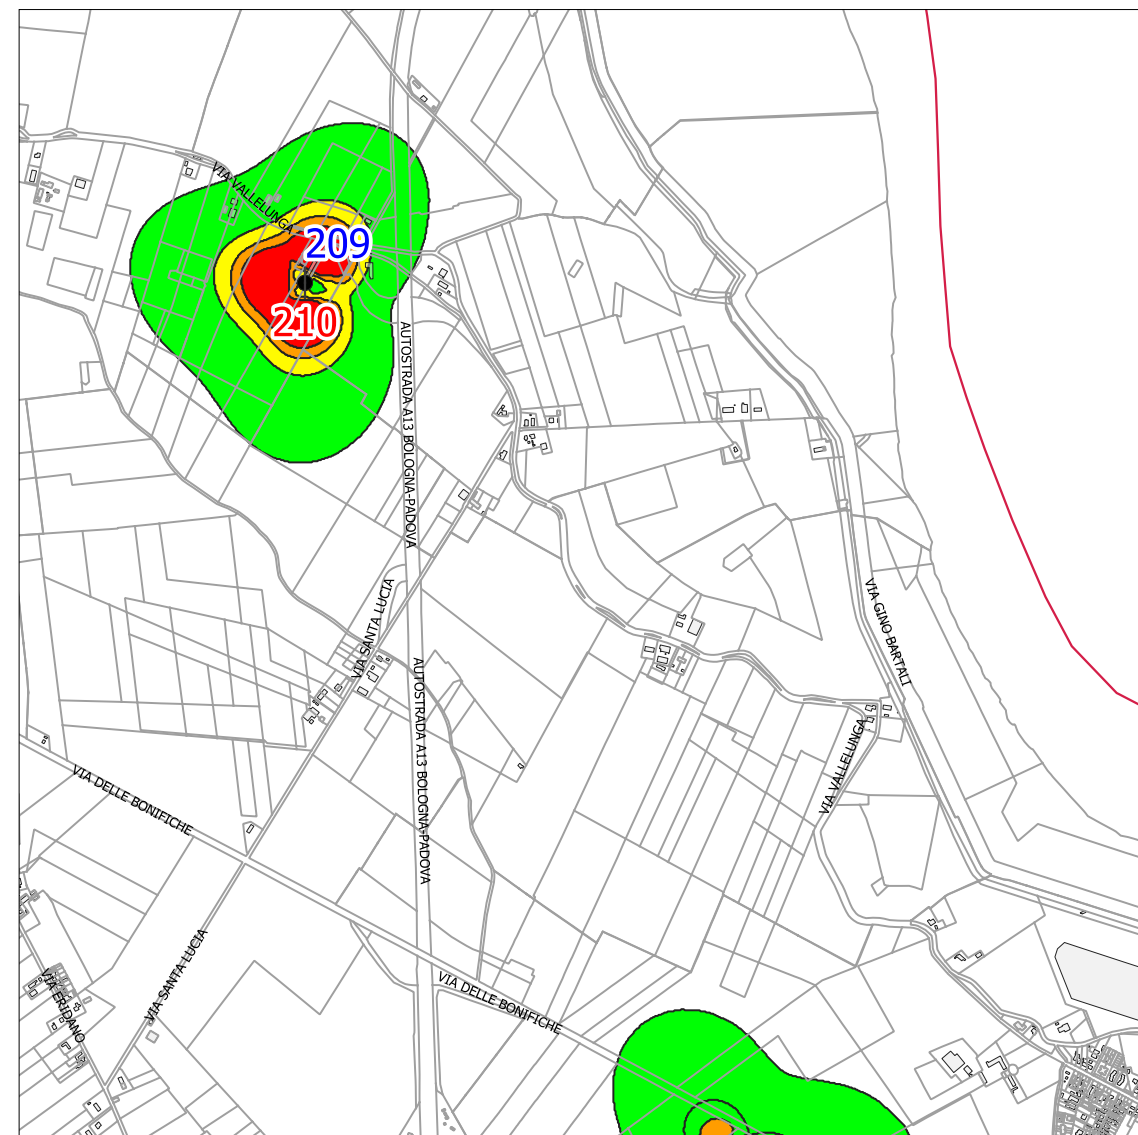 VIA VALLELUNGA
209
210
AUTOSTRADA A13 BOLOGNA-PADOVA
VIA SANTA LUCIA
VIA GINO BARTALI
AUTOSTRADA A13 BOLOGNA-PADOVA
VIA VALLELUNGA
VIA DELLE BONIFICHE
VIA SANTA LUCIA
VIA ERIDANO
VIA DELLE BONIFICHE